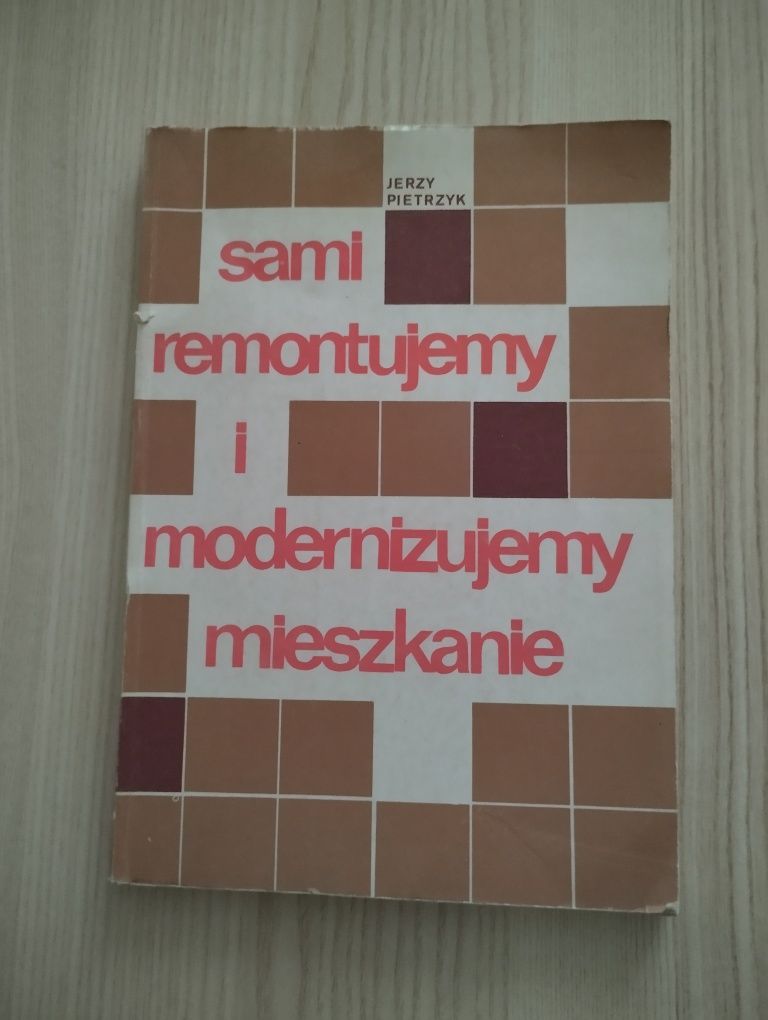 JERZY
PIETRZYK
sami
remontujemy
i
modernizujemy
mieszkanie